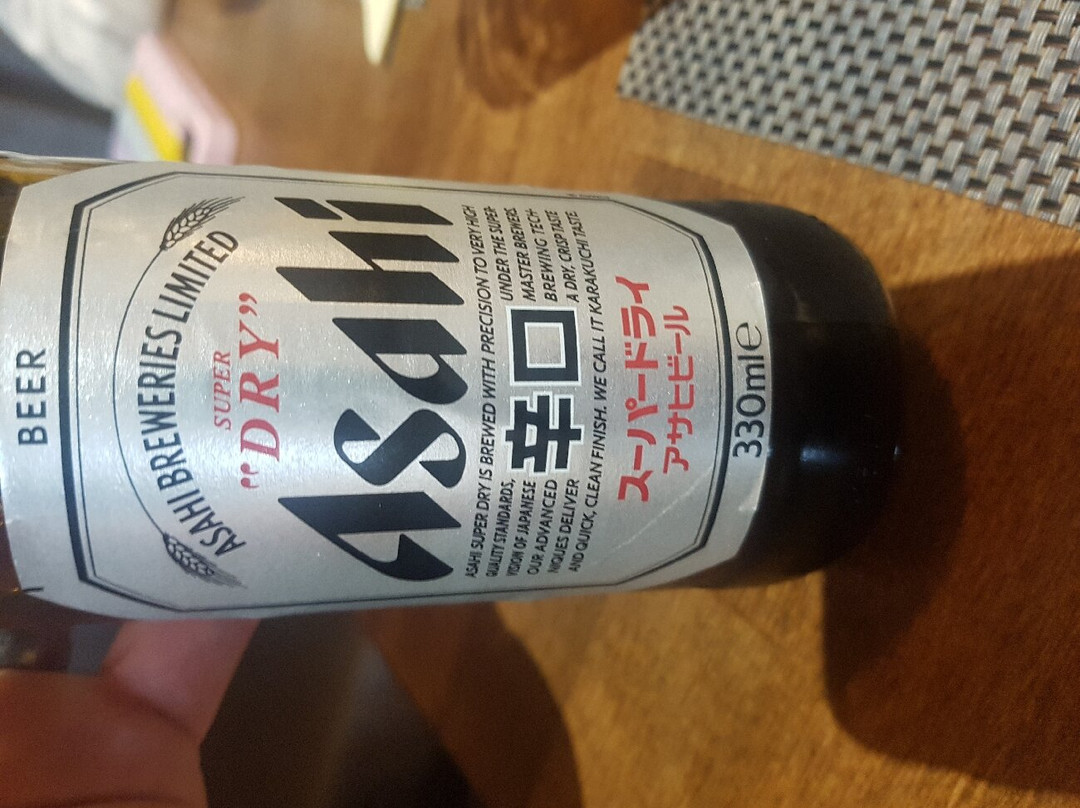 BEER
ASAHI BREWERIES LIMITED
SUPER
"DRY"
Asahi
ASAHI SUPER DRY IS BREWED WITH PRECISION TO VERY HIGH
QUALITY STANDARDS, UNDER THE SUPER-
VISION OF JAPANESE MASTER BREWERS.
OUR ADVANCED BREWING TECH-
NIQUES DELIVER A DRY, CRISP TASTE
辛口
AND QUICK, CLEAN FINISH. WE CALL IT KARAKUCHI TASTE
スーパードライ
アサヒビール
330ml℮